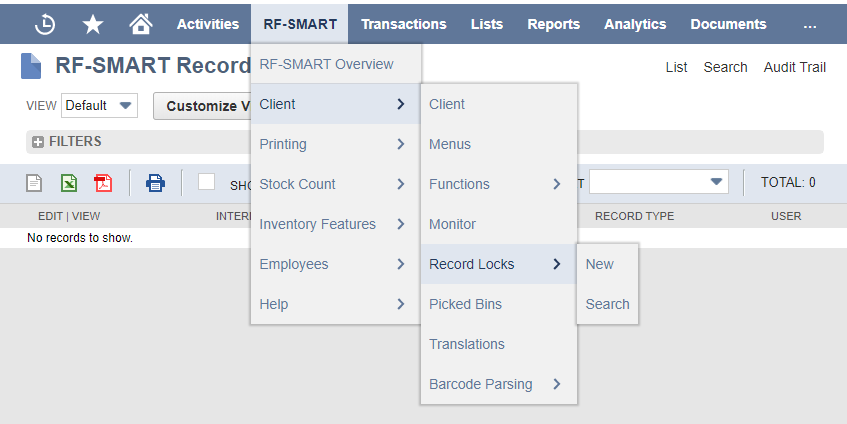 Activities RF-SMART Transactions Lists Reports Analytics Documents ...
RF-SMART Record
List Search Audit Trail
VIEW Default Customize V
FILTERS
TOTAL: 0
EDIT | VIEW RECORD TYPE USER
No records to show.
RF-SMART Overview
Client
Printing
Stock Count
Inventory Features
Employees
Help
Client
Menus
Functions
Monitor
Record Locks
Picked Bins
Translations
Barcode Parsing
New
Search